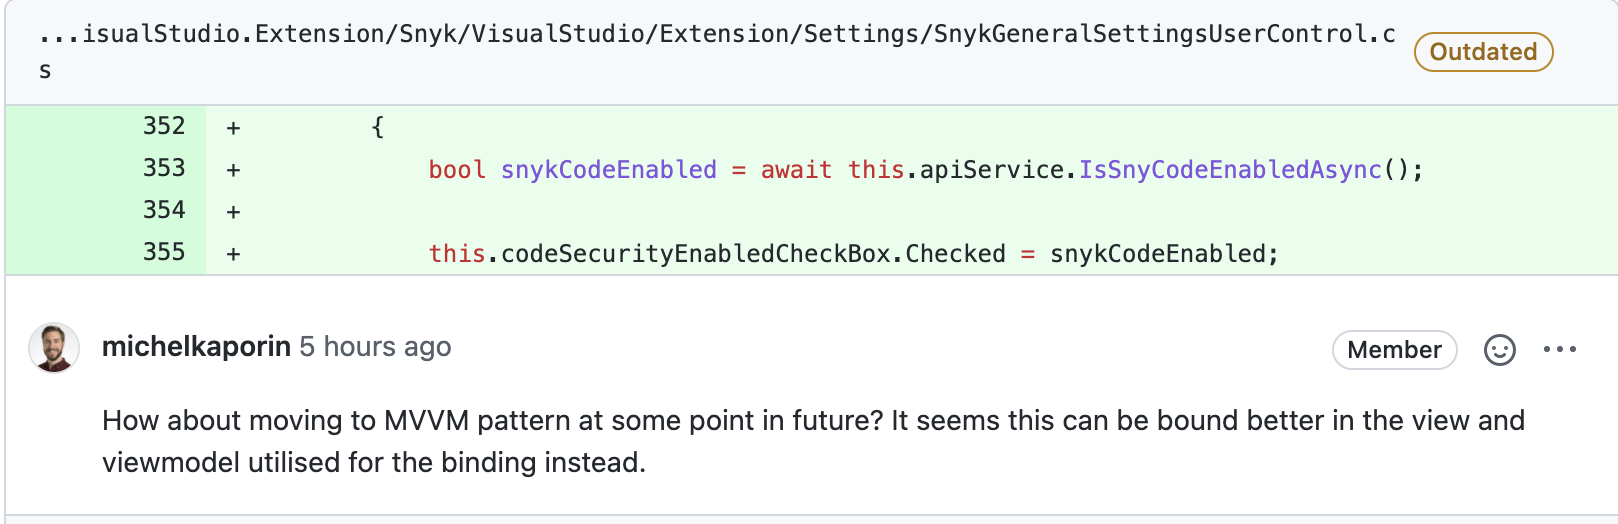 ...isualStudio.Extension/Snyk/VisualStudio/Extension/Settings/SnykGeneralSettingsUserControl.c
s
Outdated
352 + {
353 + bool snykCodeEnabled = await this.apiService.IsSnyCodeEnabledAsync();
354 +
355 + this.codeSecurityEnabledCheckBox.Checked = snykCodeEnabled;
michelkaporin 5 hours ago
Member
How about moving to MVVM pattern at some point in future? It seems this can be bound better in the view and
viewmodel utilised for the binding instead.